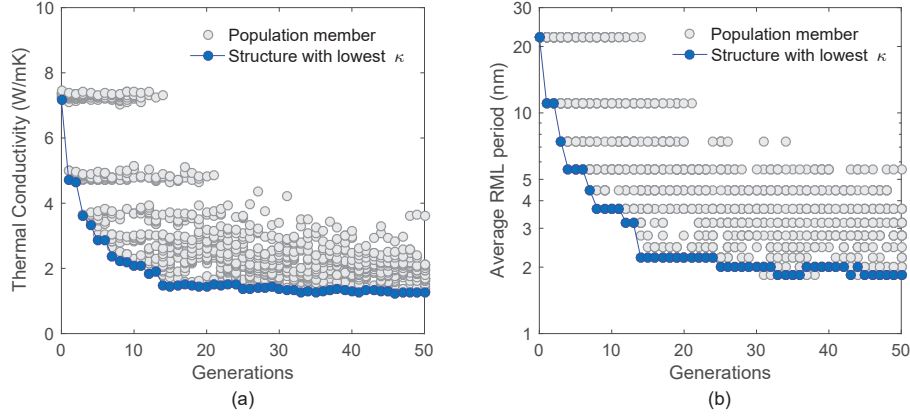 10
8
6
4
2
0
Thermal Conductivity (W/mK)
Population member
Structure with lowest κ
0
10
20
30
40
50
Generations
(a)
30
20
10
5
4
3
2
1
Average RML period (nm)
Population member
Structure with lowest κ
0
10
20
30
40
50
Generations
(b)